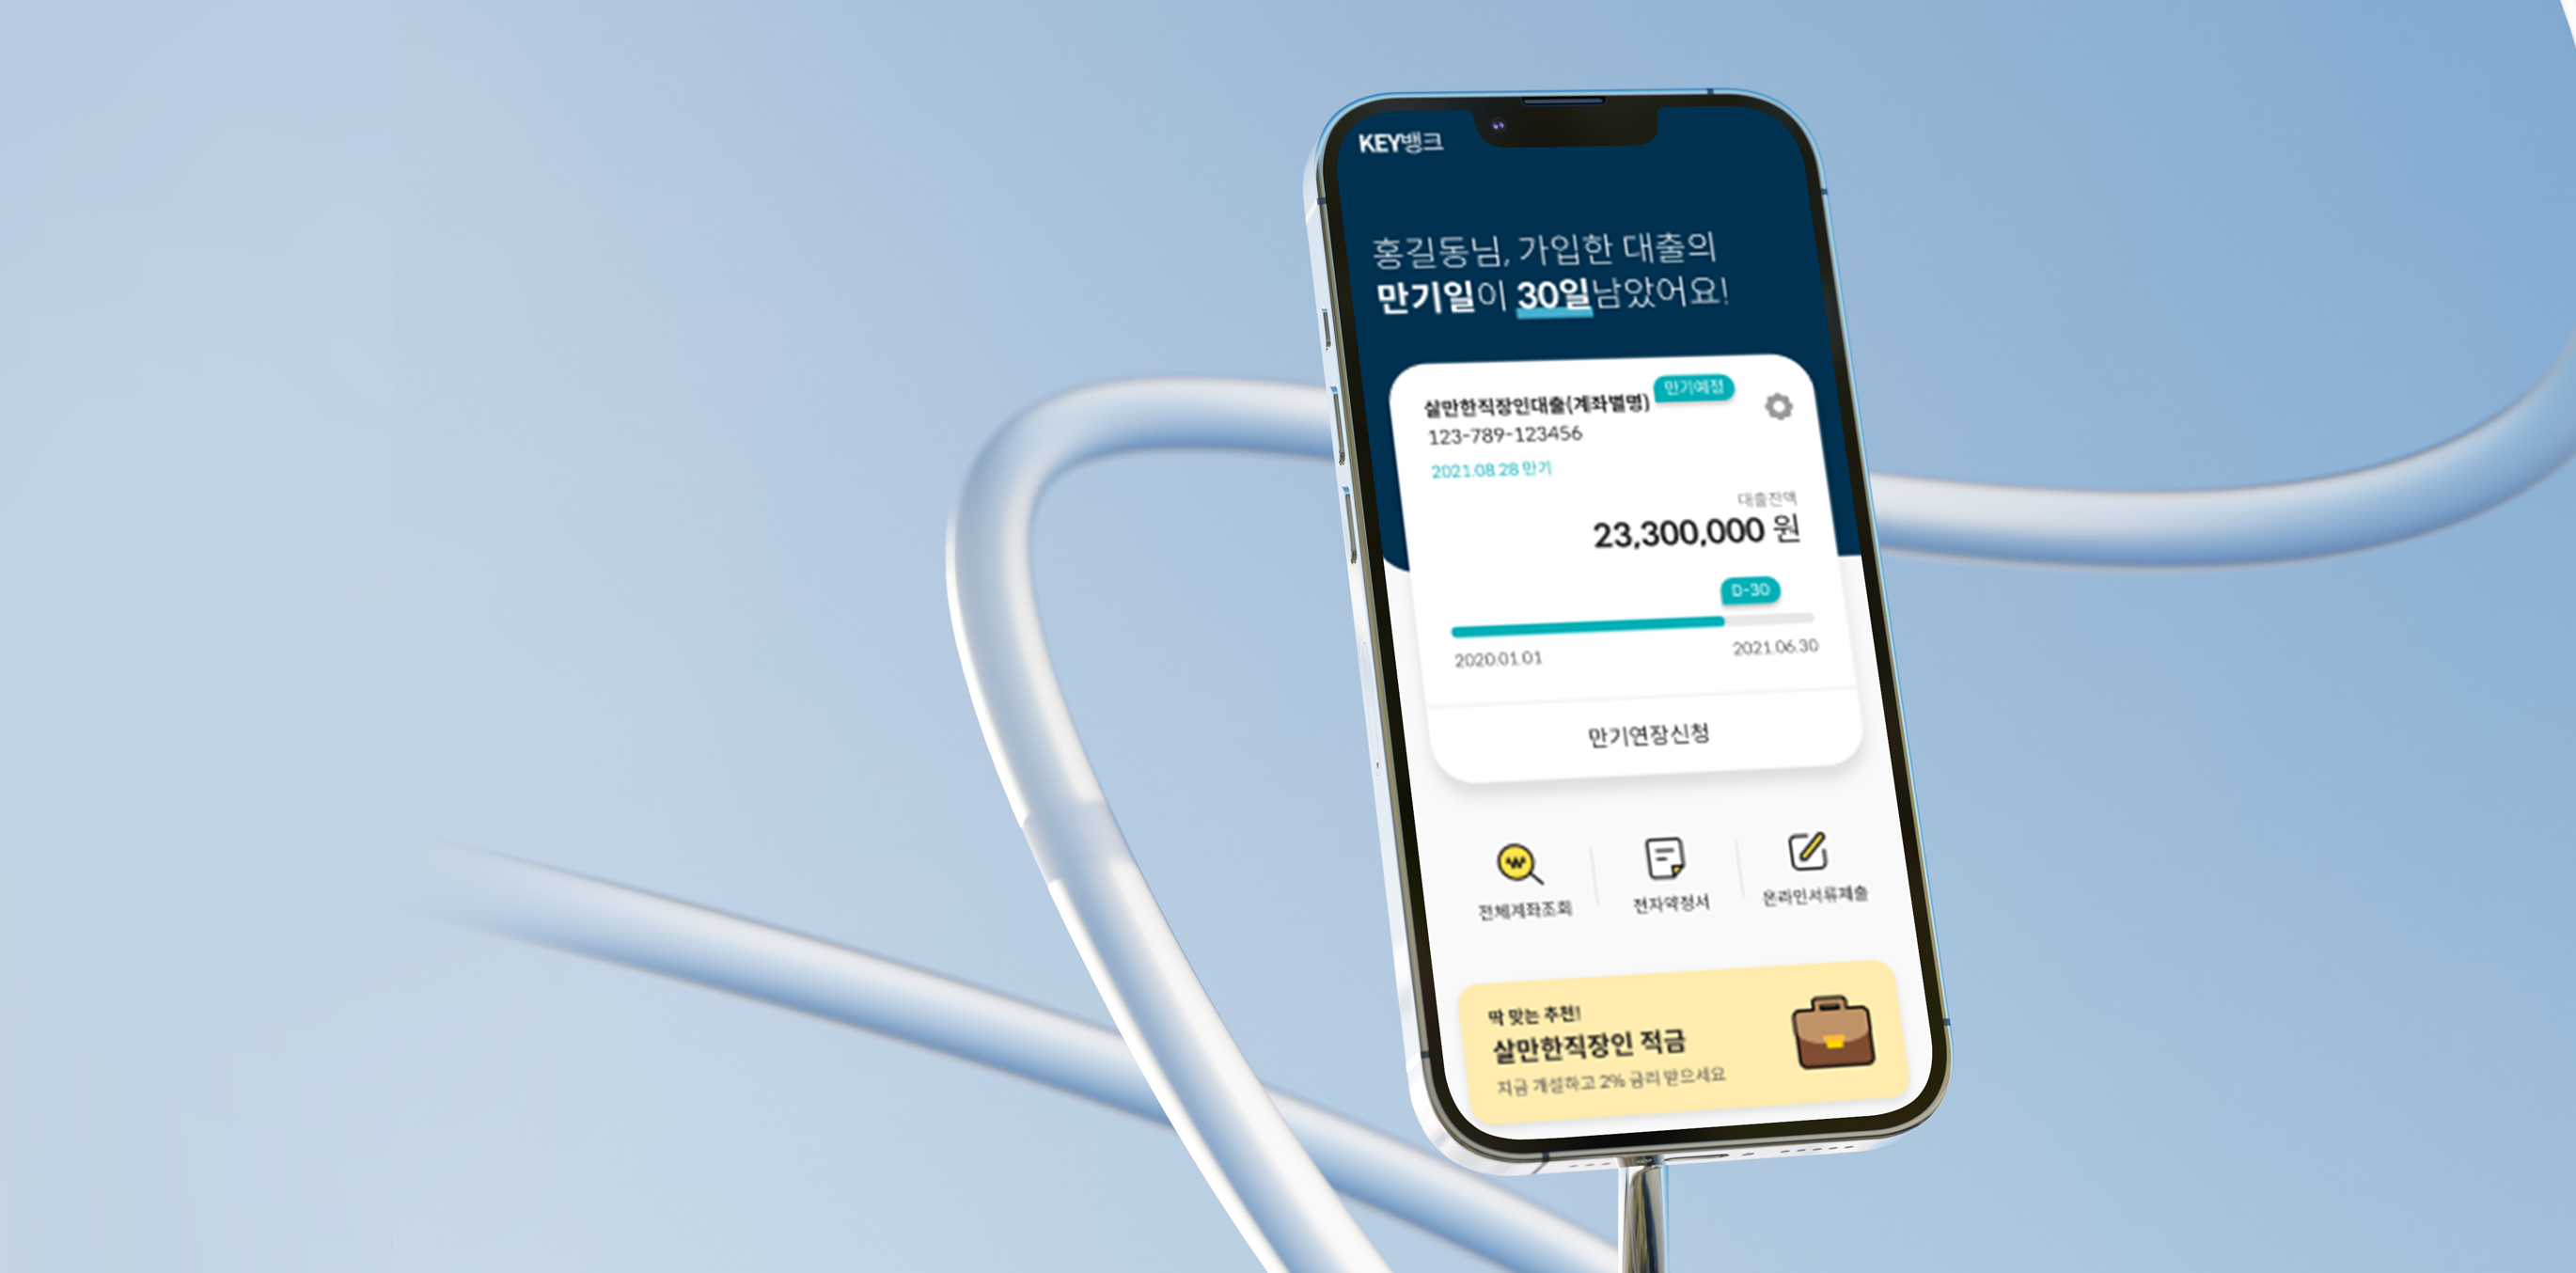 KEY뱅크
홍길동님, 가입한 대출의
만기일이 30일남았어요!
살만한직장인대출(계좌별명) 만기예정
123-789-123456
2021.08.28 만기
대출잔액
23,300,000 원
D-30
2020.01.01 2021.06.30
만기연장신청
전체계좌조회 전자약정서 온라인서류제출
딱 맞는 추천!
살만한직장인 적금
지금 개설하고 2% 금리 받으세요